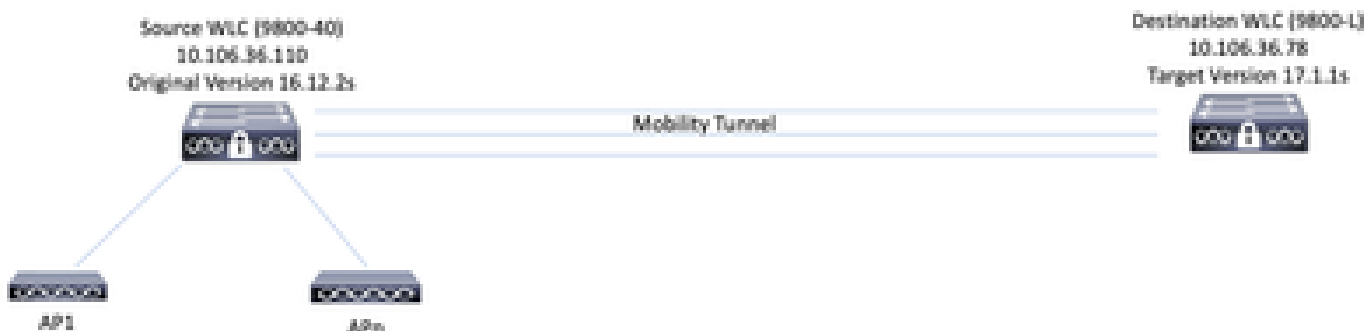 Source WLC (9800-40)
10.106.36.110
Original Version 16.12.2s
Destination WLC (9800-L)
10.106.36.78
Target Version 17.1.1s
Mobility Tunnel
AP1
APn